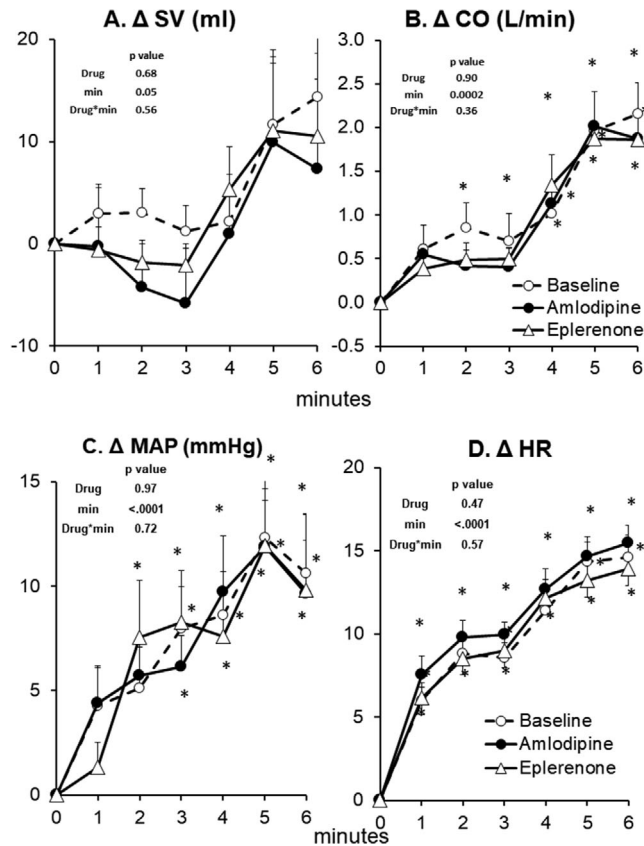 A. Δ SV (ml)
p value
Drug 0.68
min 0.05
Drug*min 0.56
20
10
0
-10
0 1 2 3 4 5 6
B. Δ CO (L/min)
p value
Drug 0.90
min 0.0002
Drug*min 0.36
3.0
2.5
2.0
1.5
1.0
0.5
0.0
-0.5
* * * * * * * * * * *
Baseline
Amlodipine
Eplerenone
0 1 2 3 4 5 6
minutes
C. Δ MAP (mmHg)
p value
Drug 0.97
min <.0001
Drug*min 0.72
15
10
5
0
* * * * * * * * * * * * * *
0 1 2 3 4 5 6
D. Δ HR
p value
Drug 0.47
min <.0001
Drug*min 0.57
20
15
10
5
0
* * * * * * * * * * * * * *
Baseline
Amlodipine
Eplerenone
0 1 2 3 4 5 6
minutes